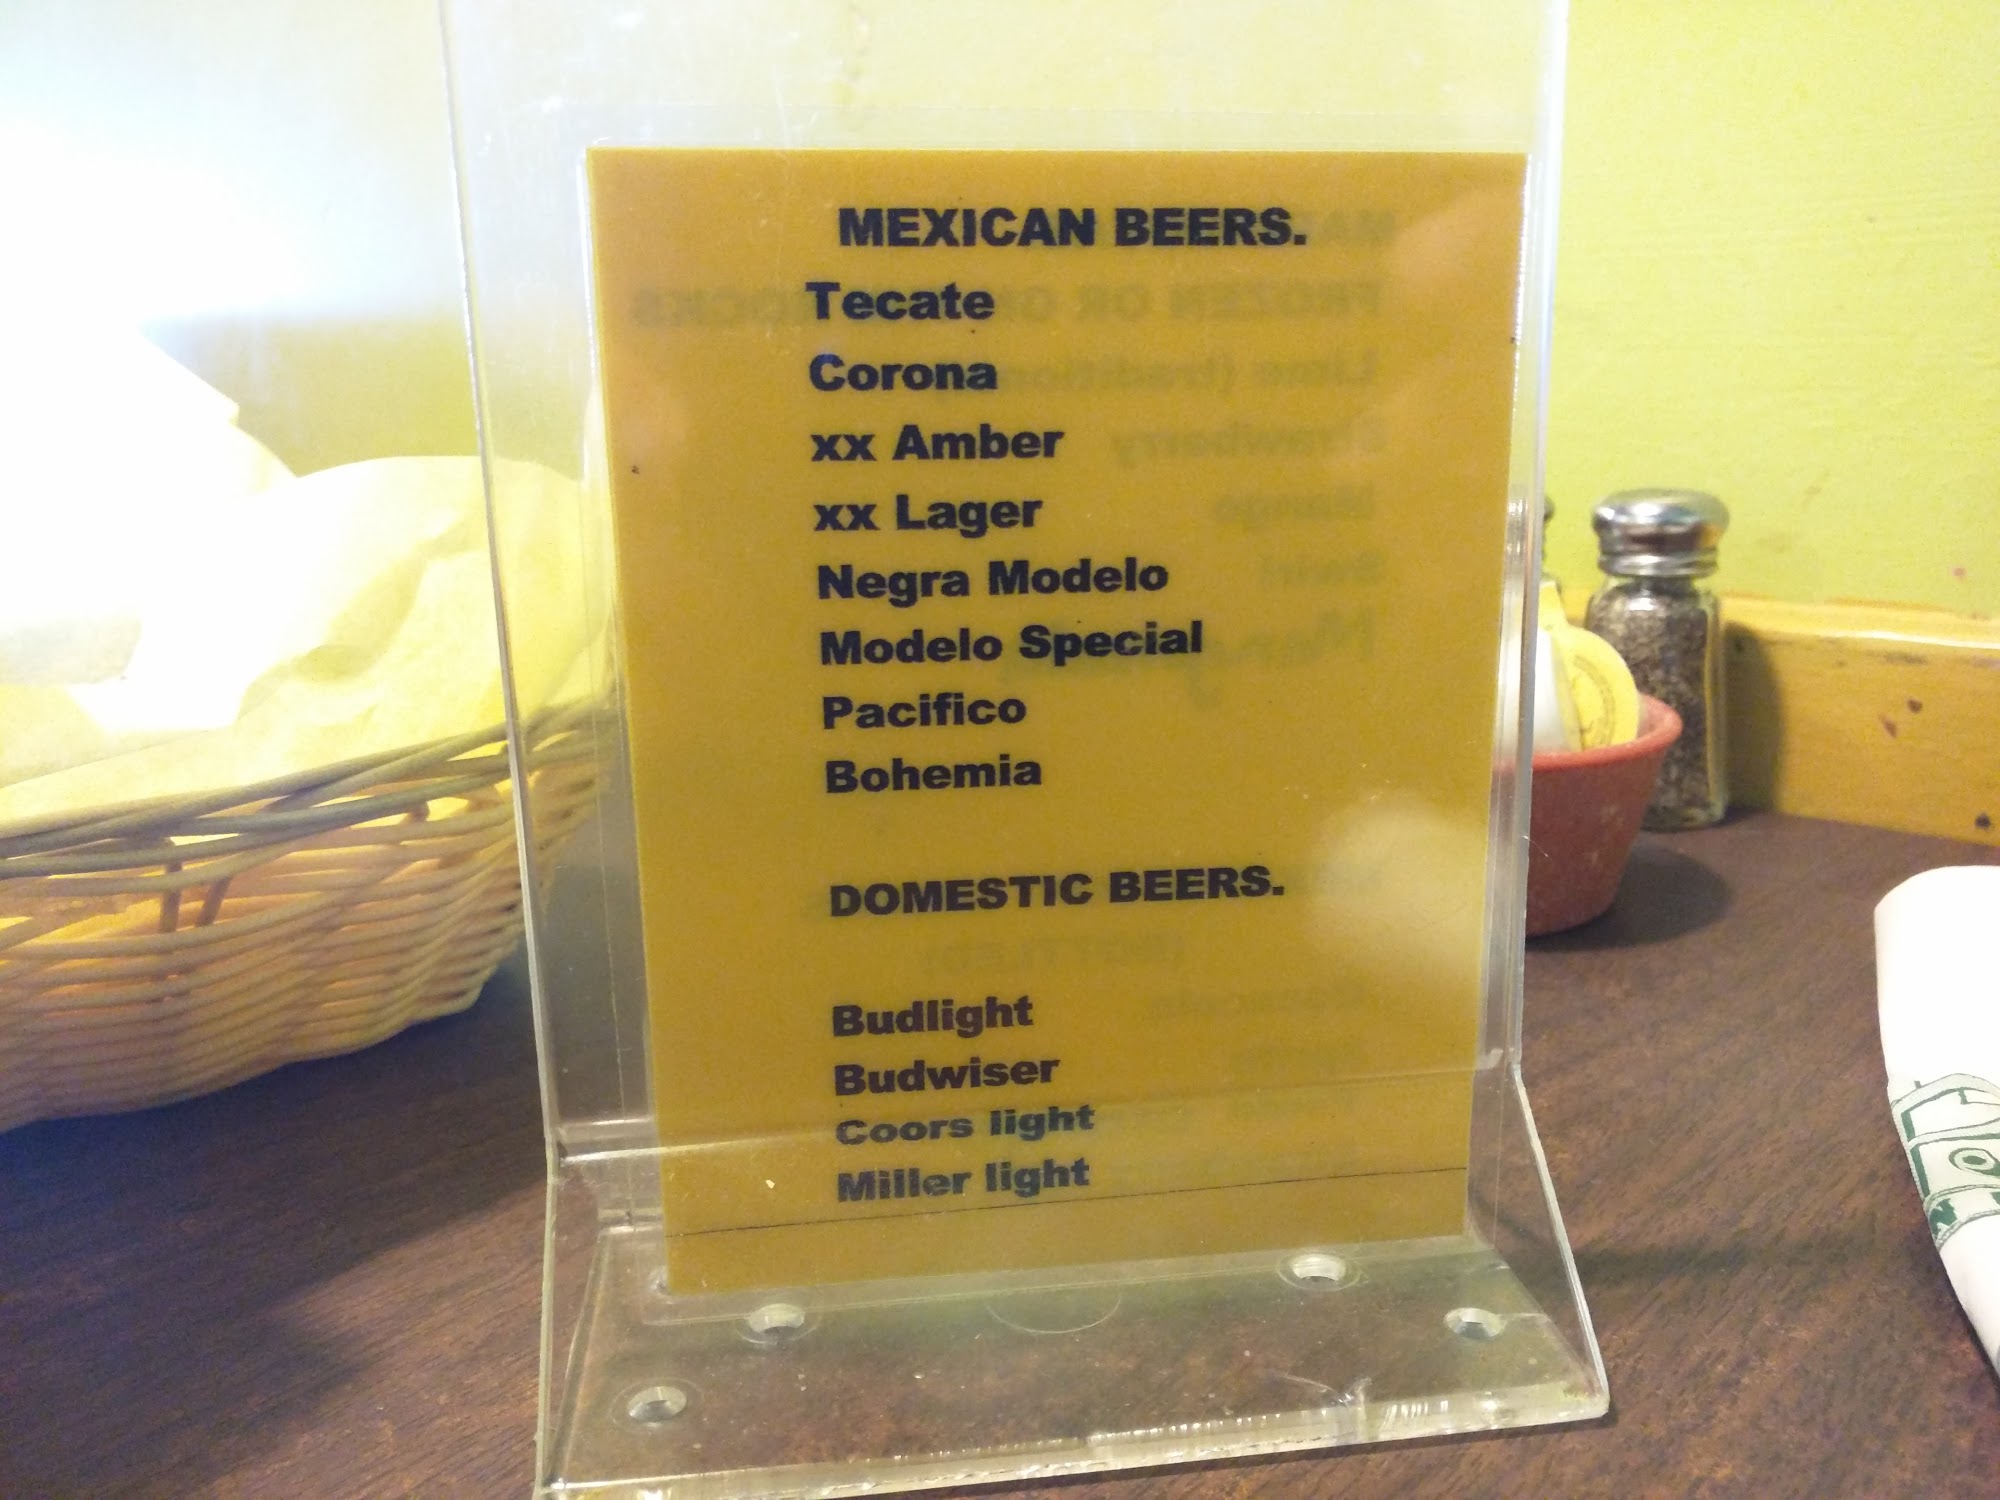 MEXICAN BEERS.
Tecate
Corona
xx Amber
xx Lager
Negra Modelo
Modelo Special
Pacifico
Bohemia
DOMESTIC BEERS.
Budlight
Budwiser
Coors light
Miller light